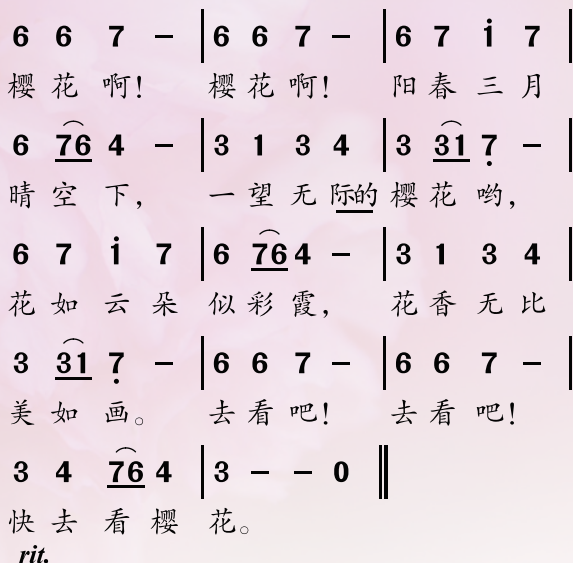 6 6 7 – | 6 6 7 – | 6 7 i 7 |
樱 花 啊! 樱 花 啊! 阳 春 三 月
6 76 4 – | 3 1 3 4 | 3 31 7̣ – |
晴 空 下, 一 望 无 际的 樱 花 哟,
6 7 i 7 | 6 76 4 – | 3 1 3 4 |
花 如 云 朵 似 彩 霞, 花 香 无 比
3 31 7̣ – | 6 6 7 – | 6 6 7 – |
美 如 画。 去 看 吧! 去 看 吧!
3 4 76 4 | 3 – – 0 ‖
快 去 看 樱 花。
rit.